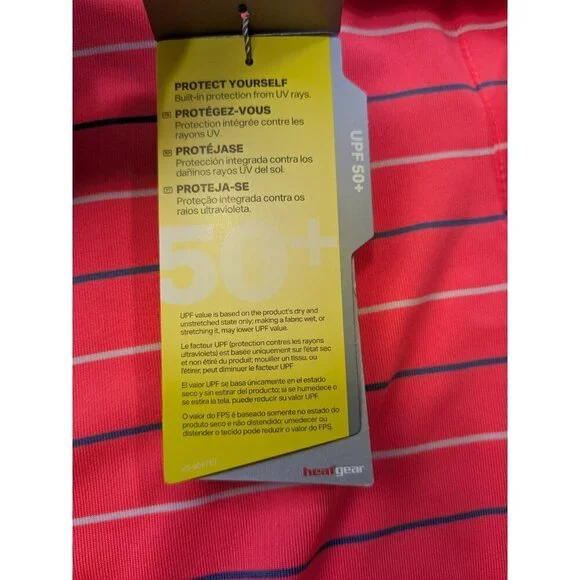 PROTECT YOURSELF
Built-in protection from UV rays.
PROTÉGEZ-VOUS
Protection intégrée contre les
rayons UV.
PROTÉJASE
Protección integrada contra los
dañinos rayos UV del sol.
PROTEJA-SE
Proteção integrada contra os
raios ultravioleta.
UPF 50+
50+
UPF value is based on the product's dry and
unstretched state only; making a fabric wet, or
stretching it, may lower UPF value.
Le facteur UPF (protection contres les rayons
ultraviolets) est basée uniquement sur l'état sec
et non étiré du produit; mouiller un tissu, ou
l'étirer, peut diminuer le facteur UPF
El valor UPF se basa únicamente en el estado
seco y sin estirar del producto; si se humedece o
se estira la tela, puede reducir su valor UPF.
O valor do FPS é baseado somente no estado do
produto seco e não distendido; umedecer ou
distender o tecido pode reduzir o valor do FPS.
heatgear